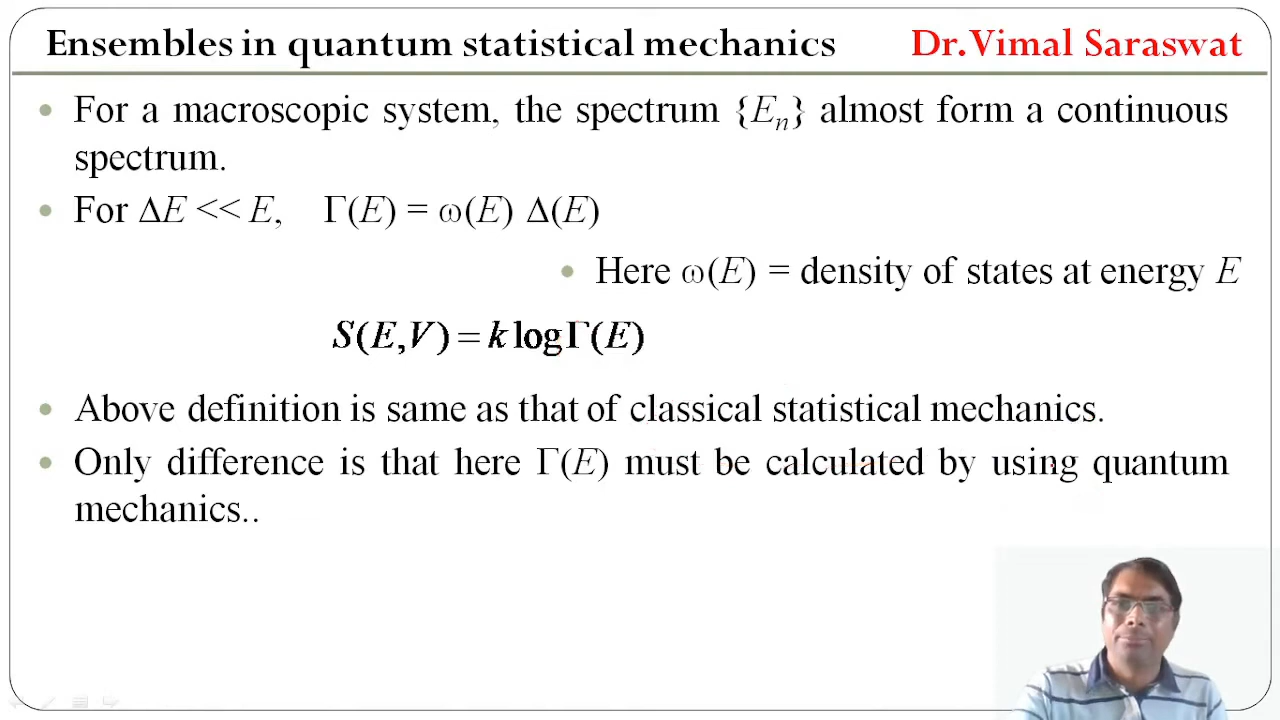 Ensembles in quantum statistical mechanics Dr.Vimal Saraswat
• For a macroscopic system, the spectrum {Eₙ} almost form a continuous
spectrum.
• For ΔE << E, Γ(E) = ω(E) Δ(E)
• Here ω(E) = density of states at energy E
S(E,V) = k log Γ(E)
• Above definition is same as that of classical statistical mechanics.
• Only difference is that here Γ(E) must be calculated by using quantum
mechanics..